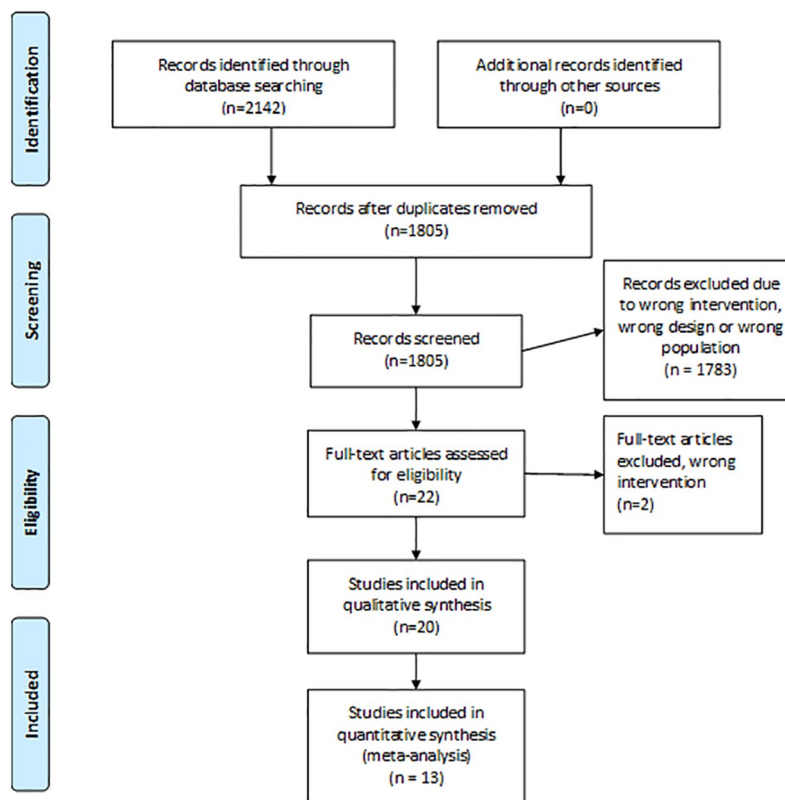 Identification
Records identified through
database searching
(n=2142)
Additional records identified
through other sources
(n=0)
Records after duplicates removed
(n=1805)
Screening
Records screened
(n=1805)
Records excluded due
to wrong intervention,
wrong design or wrong
population
(n = 1783)
Eligibility
Full-text articles assessed
for eligibility
(n=22)
Full-text articles
excluded, wrong
intervention
(n=2)
Studies included in
qualitative synthesis
(n=20)
Included
Studies included in
quantitative synthesis
(meta-analysis)
(n = 13)